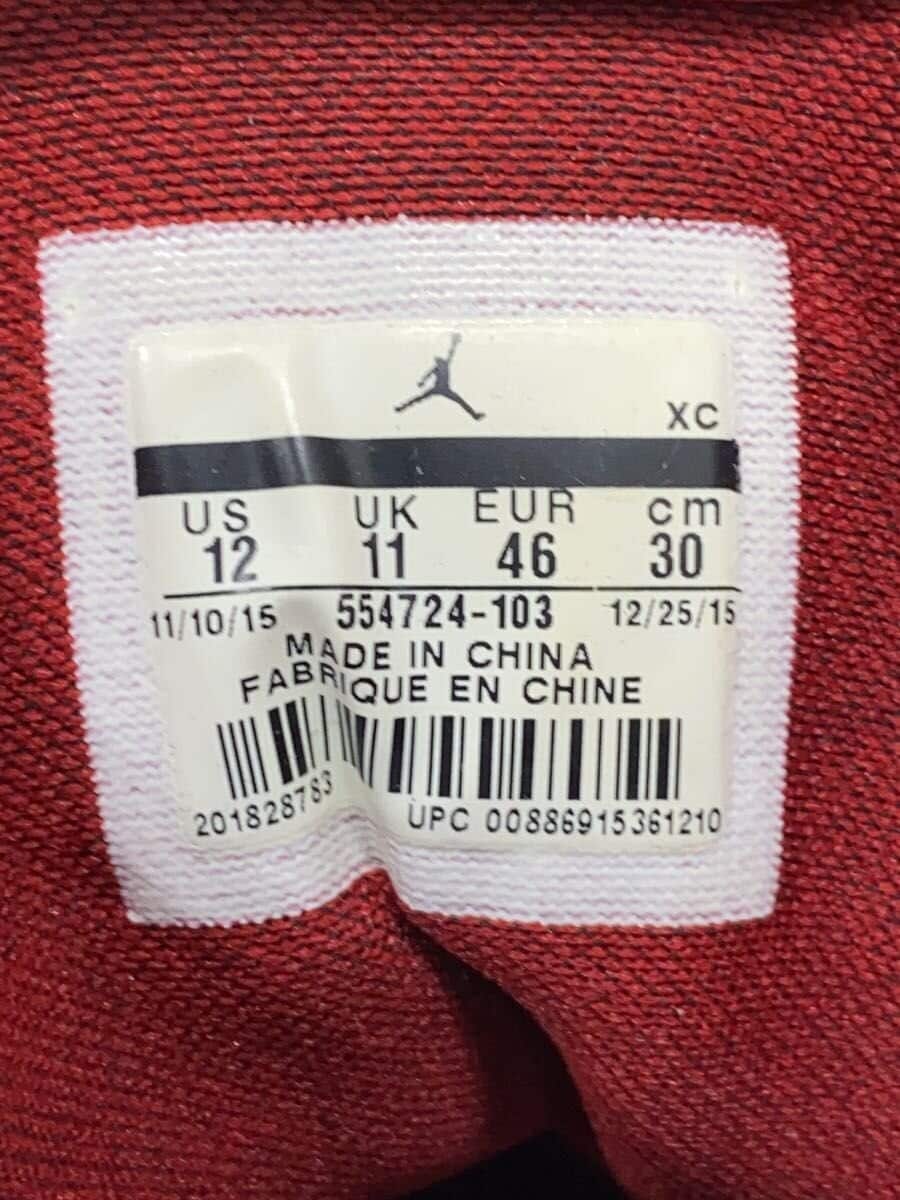 XC
US UK EUR cm
12 11 46 30
11/10/15 554724-103 12/25/15
MADE IN CHINA
FABRIQUE EN CHINE
201828783 UPC 00886915361210